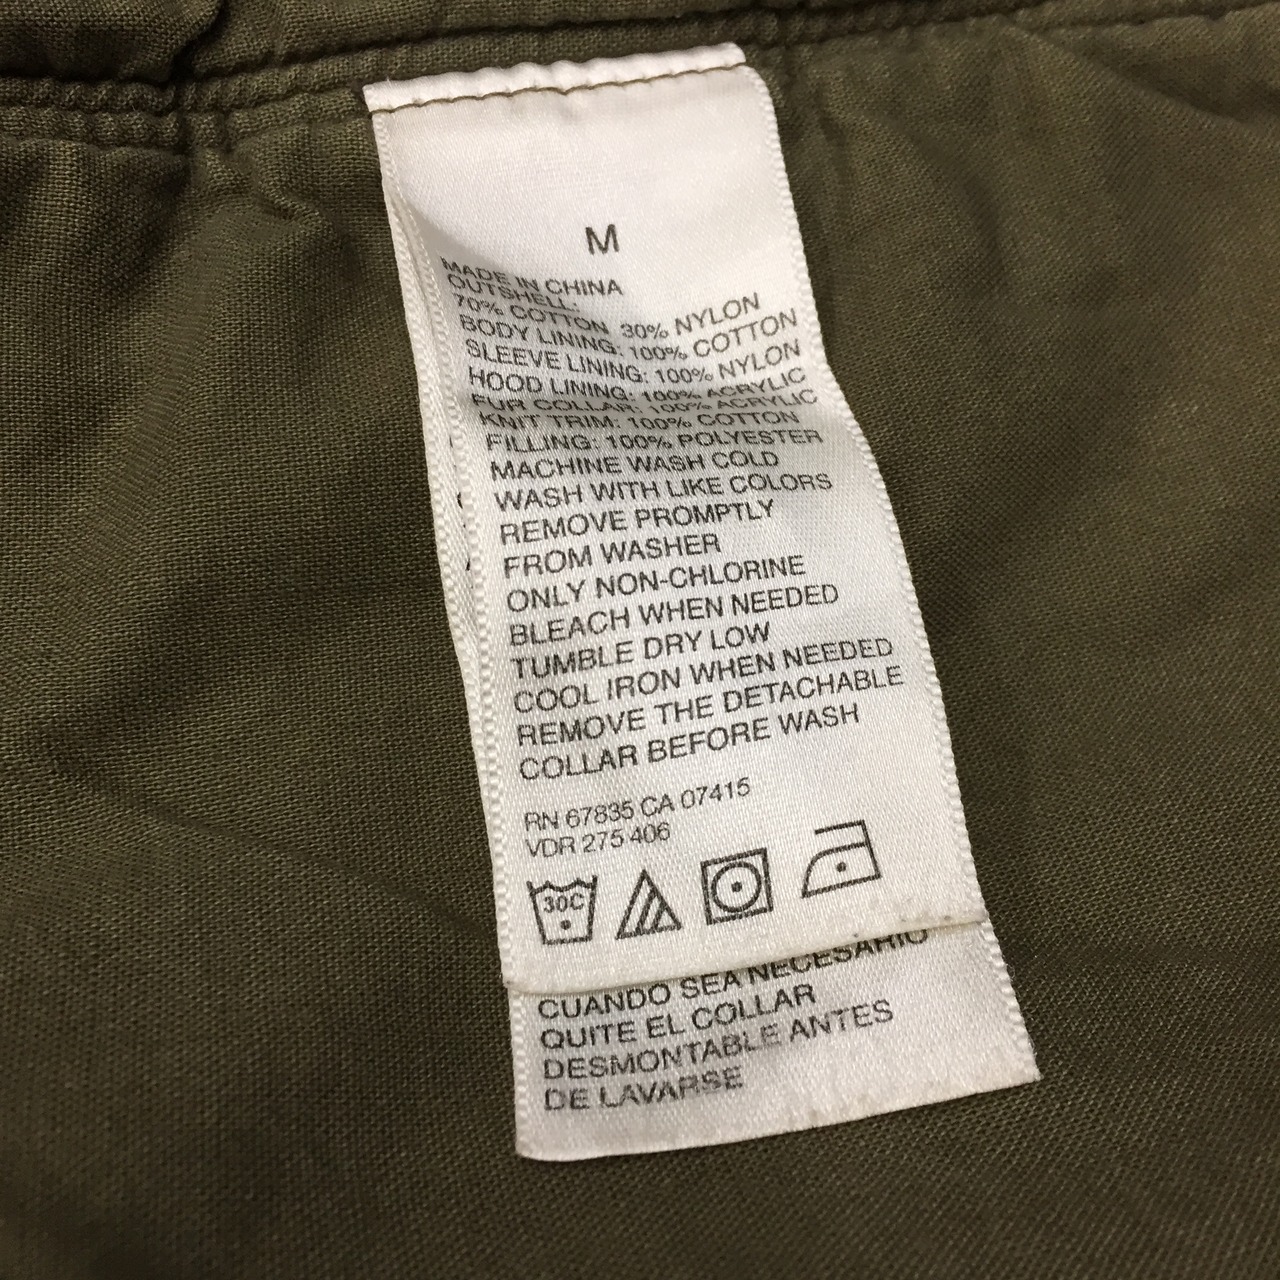 M
MADE IN CHINA
OUTSHELL:
70% COTTON 30% NYLON
BODY LINING: 100% COTTON
SLEEVE LINING: 100% NYLON
HOOD LINING: 100% ACRYLIC
FUR COLLAR: 100% ACRYLIC
KNIT TRIM: 100% COTTON
FILLING: 100% POLYESTER
MACHINE WASH COLD
WASH WITH LIKE COLORS
REMOVE PROMPTLY
FROM WASHER
ONLY NON-CHLORINE
BLEACH WHEN NEEDED
TUMBLE DRY LOW
COOL IRON WHEN NEEDED
REMOVE THE DETACHABLE
COLLAR BEFORE WASH
RN 67835 CA 07415
VDR 275 406
30C
CUANDO SEA NECESARIO
QUITE EL COLLAR
DESMONTABLE ANTES
DE LAVARSE